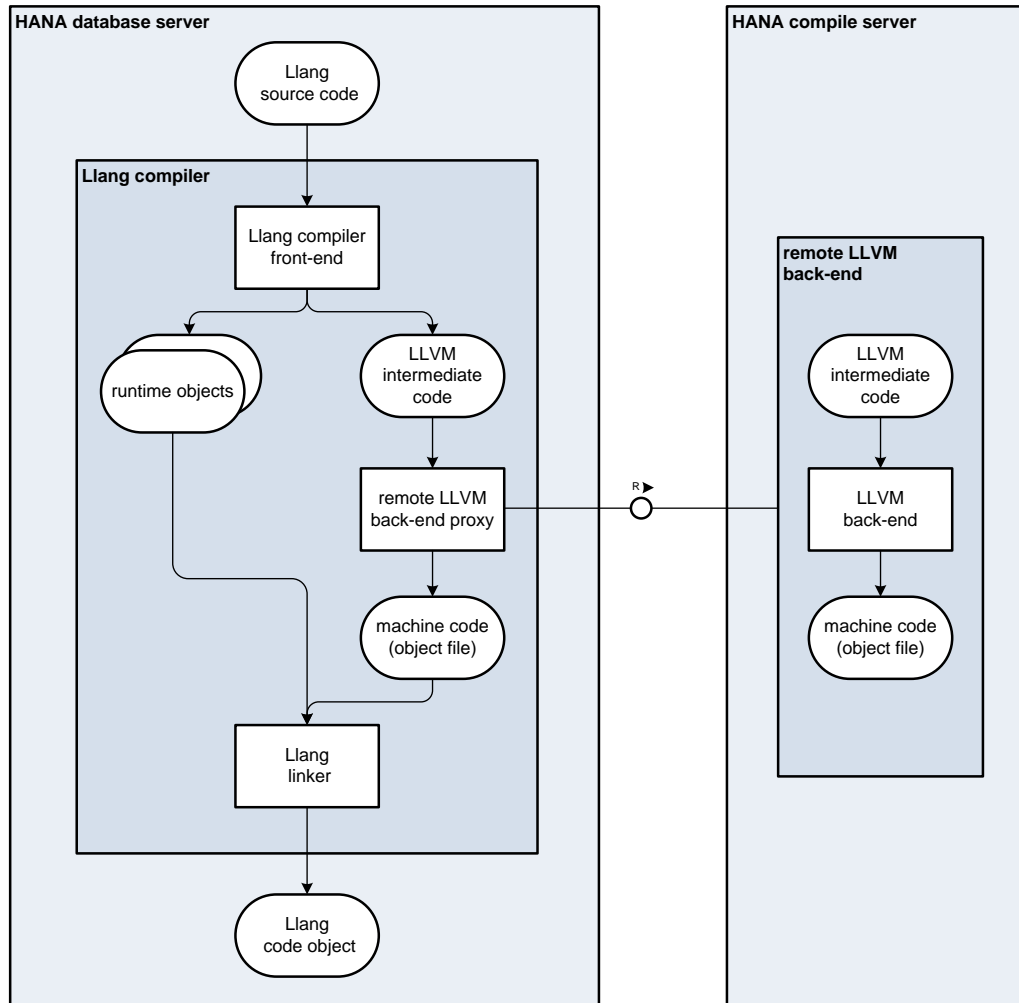 HANA database server
Llang
source code
Llang compiler
Llang compiler
front-end
runtime objects
LLVM
intermediate
code
remote LLVM
back-end proxy
machine code
(object file)
Llang
linker
Llang
code object
R
HANA compile server
remote LLVM
back-end
LLVM
intermediate
code
LLVM
back-end
machine code
(object file)